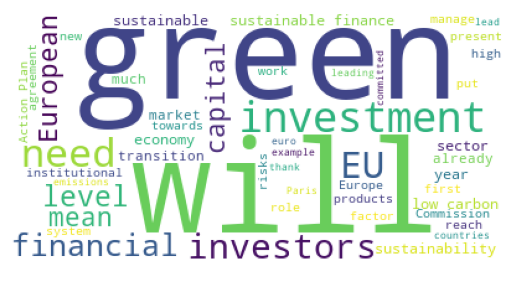 sustainable
sustainable finance
manage
lead
new
green
present
European
Action Plan
agreement
much
capital
work
leading
committed
high
put
market
towards
investment
need
economy
transition
institutional
will
euro
example
thank
risks
EU
sector
already
year
level
mean
emissions
system
Paris
role
Europe
products
factor
first
low carbon
Commission
reach
countries
financial
investors
sustainability